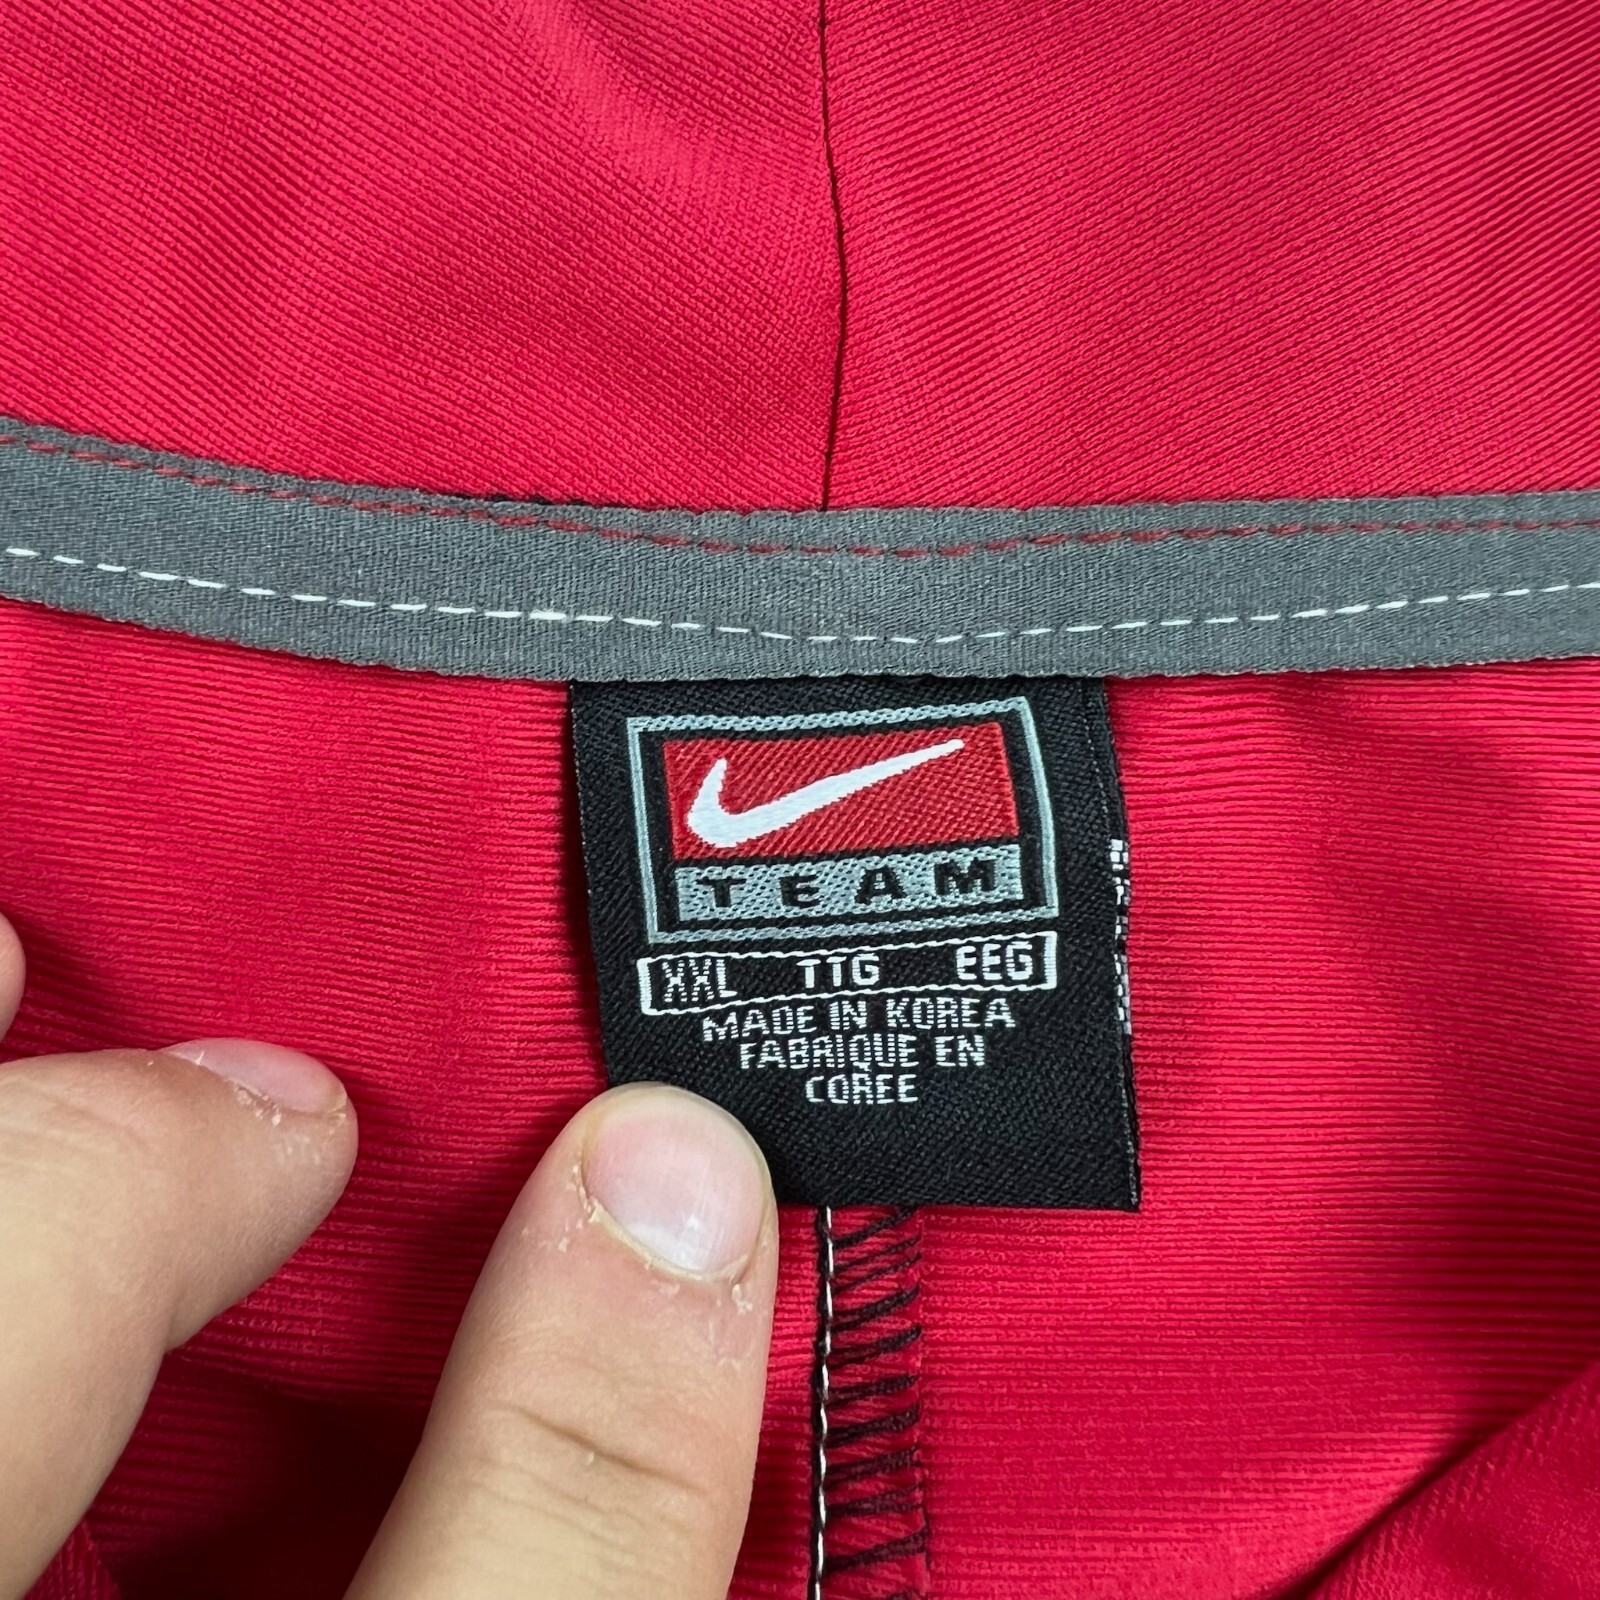 TEAM
XXL TTG EEG
MADE IN KOREA
FABRIQUE EN
COREE